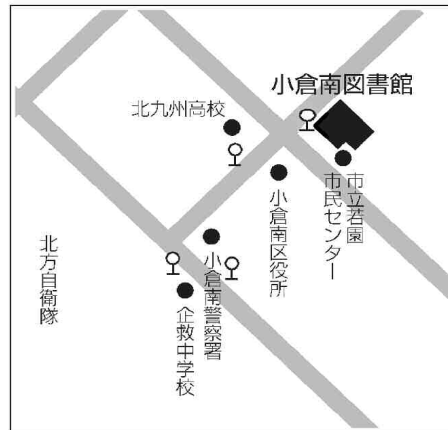 小倉南図書館
北九州高校
市立若園
市民センター
小倉南区役所
小倉南警察署
企救中学校
北方自衛隊